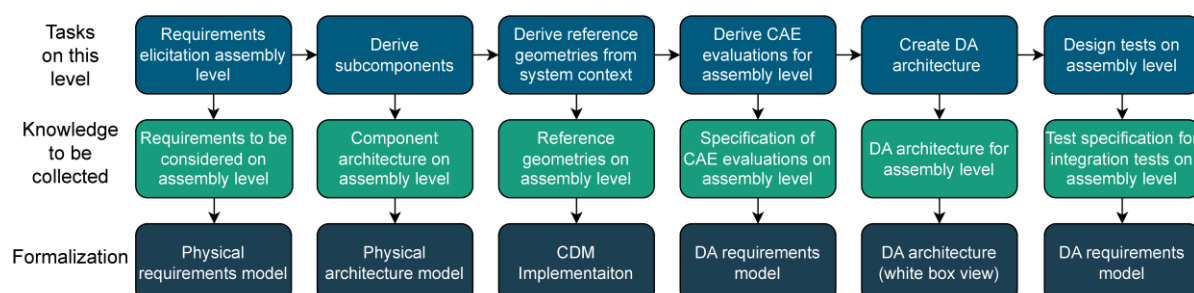 Tasks
on this
level
Requirements
elicitation assembly
level
Derive
subcomponents
Derive reference
geometries from
system context
Derive CAE
evaluations for
assembly level
Create DA
architecture
Design tests on
assembly level
Knowledge
to be
collected
Requirements to be
considered on
assembly level
Component
architecture on
assembly level
Reference
geometries on
assembly level
Specification of
CAE evaluations on
assembly level
DA architecture for
assembly level
Test specification for
integration tests on
assembly level
Formalization
Physical
requirements model
Physical
architecture model
CDM
Implementaiton
DA requirements
model
DA architecture
(white box view)
DA requirements
model